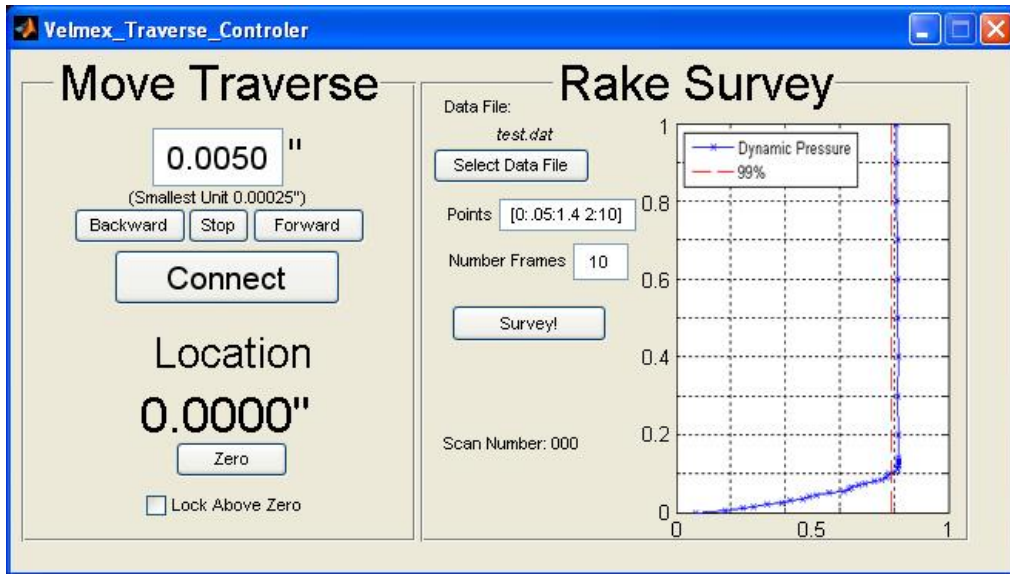 Velmex_Traverse_Controler
Move Traverse
0.0050 "
(Smallest Unit 0.00025")
Backward Stop Forward
Connect
Location
0.0000"
Zero
Lock Above Zero
Rake Survey
Data File:
test.dat
Select Data File
Points [0:.05:1.4 2:10]
Number Frames 10
Survey!
Scan Number: 000
Dynamic Pressure
99%
1
0.8
0.6
0.4
0.2
0
0 0.5 1